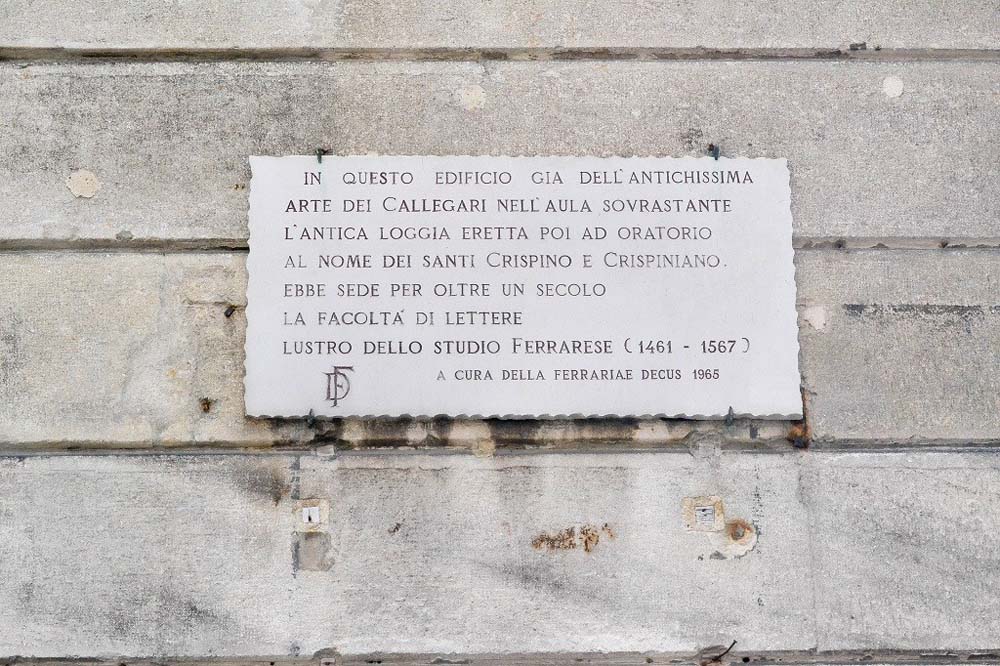 IN QUESTO EDIFICIO GIA DELL'ANTICHISSIMA
ARTE DEI CALLEGARI NELL'AULA SOVRASTANTE
L'ANTICA LOGGIA ERETTA POI AD ORATORIO
AL NOME DEI SANTI CRISPINO E CRISPINIANO.
EBBE SEDE PER OLTRE UN SECOLO
LA FACOLTÁ DI LETTERE
LUSTRO DELLO STUDIO FERRARESE (1461 - 1567)
DF A CURA DELLA FERRARIAE DECUS 1965